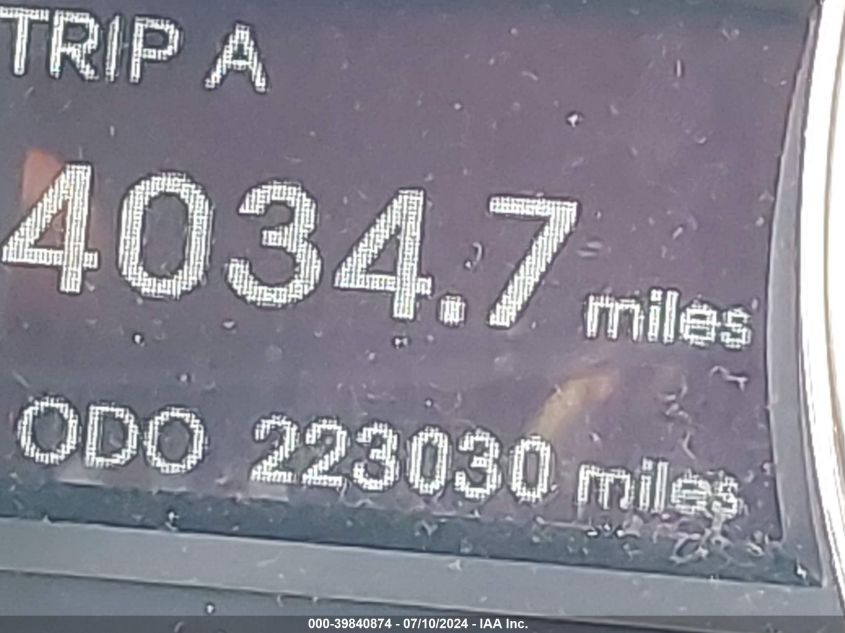 TRIP A
4034.7 miles
ODO 223030 miles
000-39840874 - 07/10/2024 - IAA Inc.